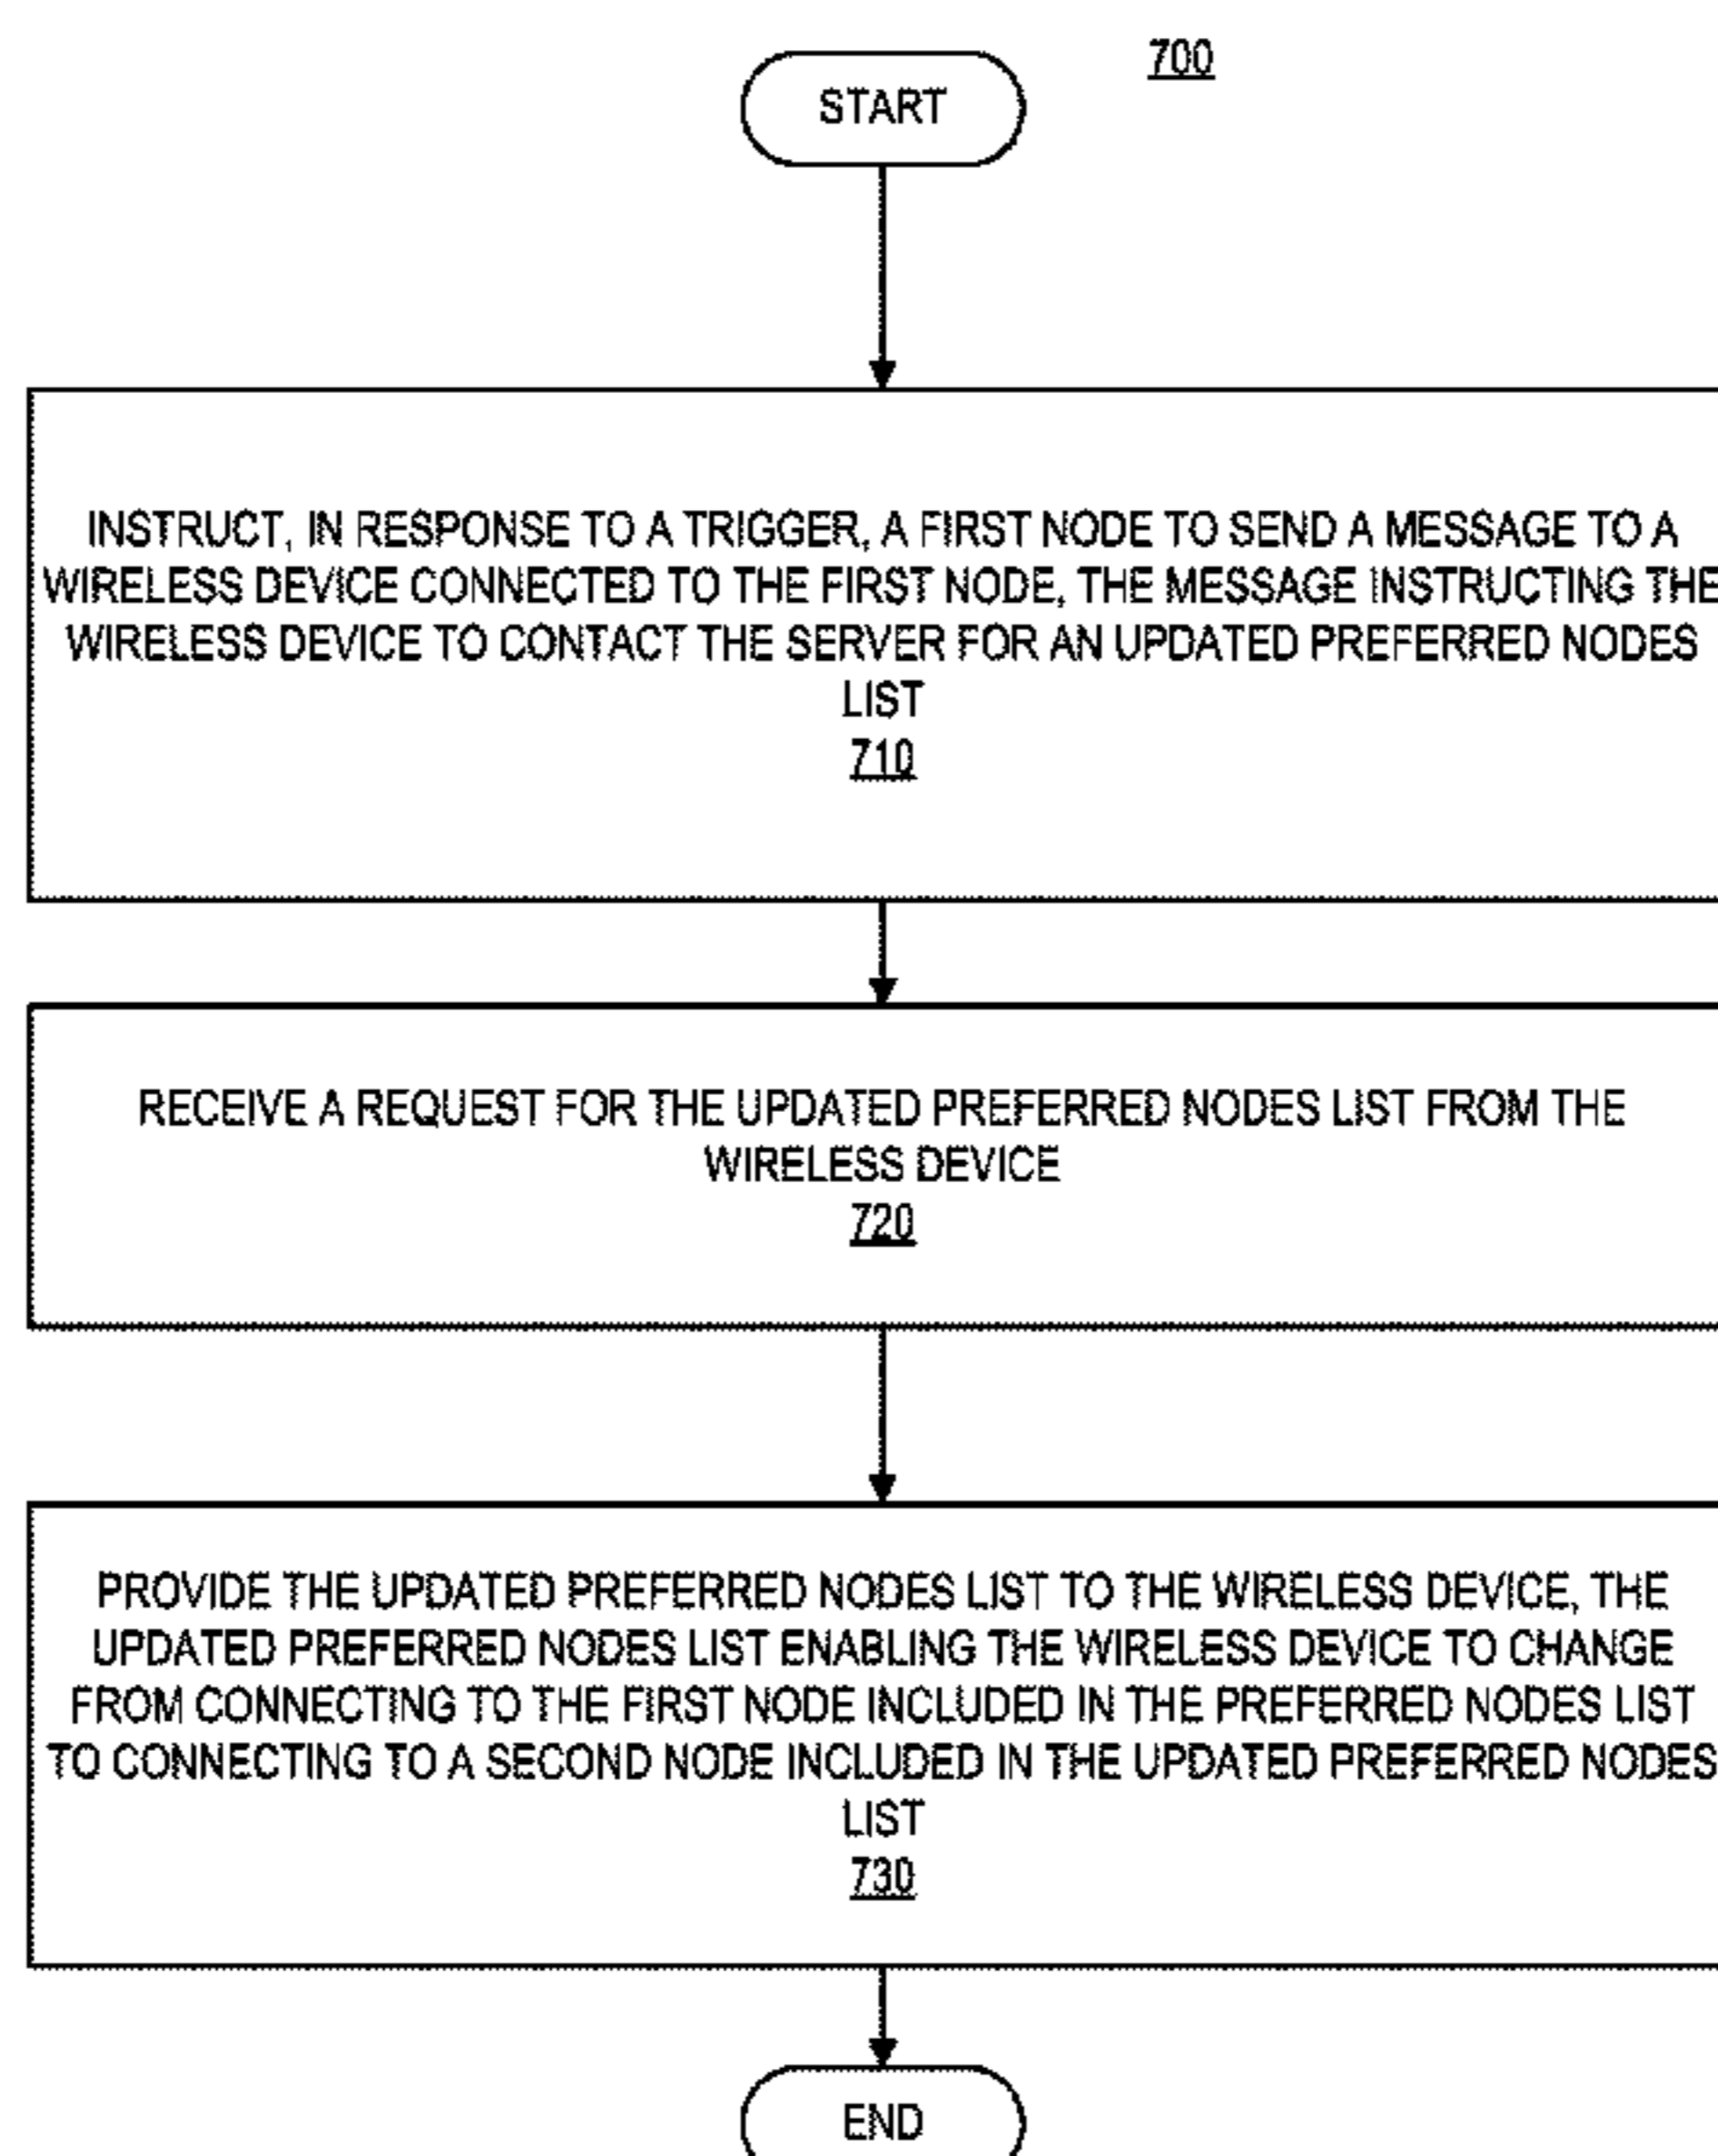 700
START
INSTRUCT, IN RESPONSE TO A TRIGGER, A FIRST NODE TO SEND A MESSAGE TO A
WIRELESS DEVICE CONNECTED TO THE FIRST NODE, THE MESSAGE INSTRUCTING THE
WIRELESS DEVICE TO CONTACT THE SERVER FOR AN UPDATED PREFERRED NODES
LIST
710
RECEIVE A REQUEST FOR THE UPDATED PREFERRED NODES LIST FROM THE
WIRELESS DEVICE
720
PROVIDE THE UPDATED PREFERRED NODES LIST TO THE WIRELESS DEVICE, THE
UPDATED PREFERRED NODES LIST ENABLING THE WIRELESS DEVICE TO CHANGE
FROM CONNECTING TO THE FIRST NODE INCLUDED IN THE PREFERRED NODES LIST
TO CONNECTING TO A SECOND NODE INCLUDED IN THE UPDATED PREFERRED NODES
LIST
730
END